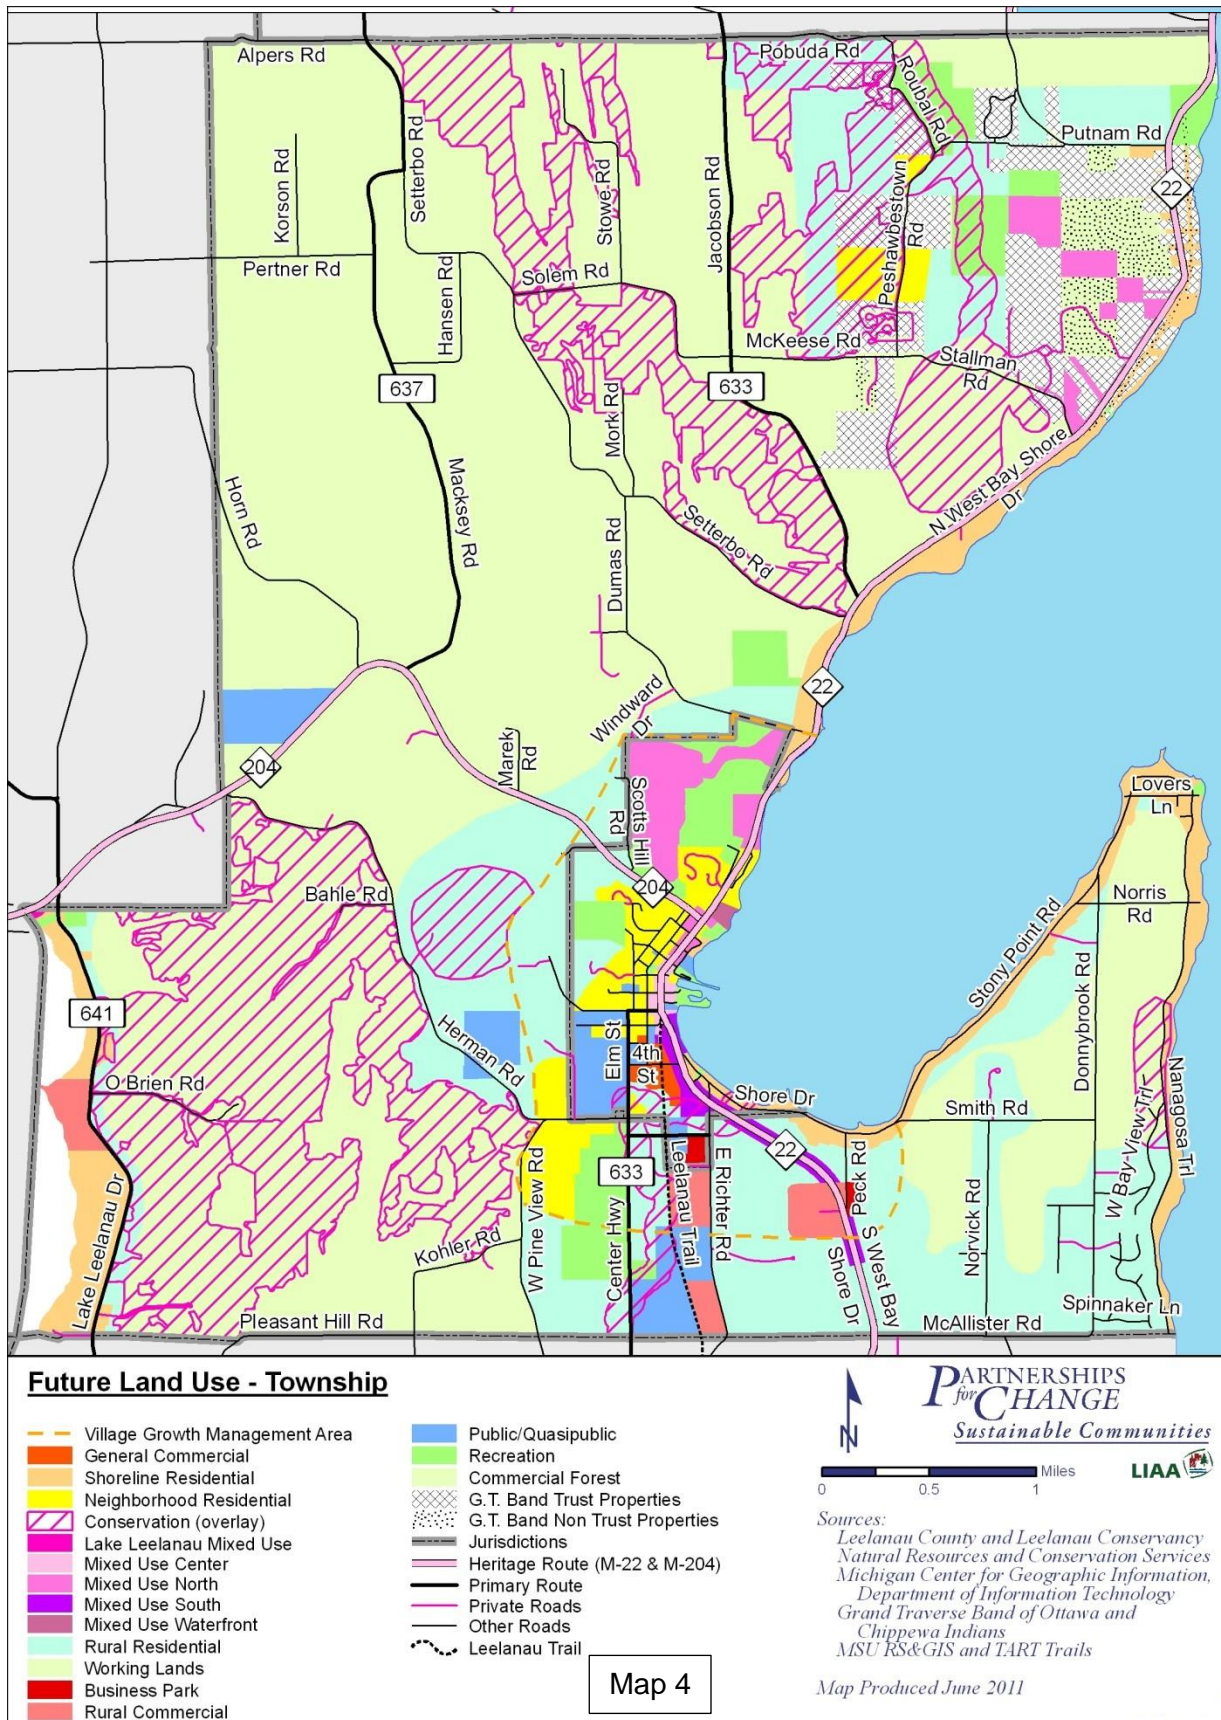 Alpers Rd
Pobuda Rd
Roubal Rd
Putnam Rd
22
Korson Rd
Setterbo Rd
Stowe Rd
Jacobson Rd
Peshawbestown
Rd
Pertner Rd
Hansen Rd
Solem Rd
McKeese Rd
Stallman
Rd
637
633
Mork Rd
Horn Rd
Macksey Rd
N West Bay Shore
Dr
Setterbo Rd
Dumas Rd
22
Windward
Dr
204
Marek
Rd
Scotts Hill
Rd
Lovers
Ln
204
Bahle Rd
Norris
Rd
Stony Point Rd
Donnybrook Rd
641
Herman Rd
Elm St
4th
St
O Brien Rd
Shore Dr
Smith Rd
Nanagosa Trl
W Bay View Trl
22
633
Leelanau Trail
E Richter Rd
Peck Rd
Norvick Rd
Lake Leelanau Dr
Kohler Rd
W Pine View Rd
Center Hwy
S West Bay
Shore Dr
Spinnaker Ln
Pleasant Hill Rd
McAllister Rd
Future Land Use - Township
Village Growth Management Area
General Commercial
Shoreline Residential
Neighborhood Residential
Conservation (overlay)
Lake Leelanau Mixed Use
Mixed Use Center
Mixed Use North
Mixed Use South
Mixed Use Waterfront
Rural Residential
Working Lands
Business Park
Rural Commercial
Public/Quasipublic
Recreation
Commercial Forest
G.T. Band Trust Properties
G.T. Band Non Trust Properties
Jurisdictions
Heritage Route (M-22 & M-204)
Primary Route
Private Roads
Other Roads
Leelanau Trail
Map 4
N
PARTNERSHIPS
for CHANGE
Sustainable Communities
Miles
0 0.5 1
LIAA
Sources:
Leelanau County and Leelanau Conservancy
Natural Resources and Conservation Services
Michigan Center for Geographic Information,
Department of Information Technology
Grand Traverse Band of Ottawa and
Chippewa Indians
MSU RS&GIS and TART Trails
Map Produced June 2011